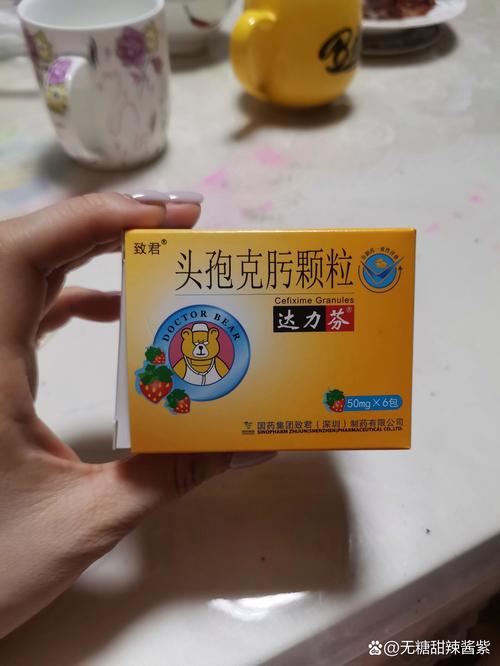 致君®
头孢克肟颗粒
Cefixime Granules
达力芬®
DOCTOR BEAR
50mg×6包
国药集团致君(深圳)制药有限公司
SINOPHARM ZHIJUN(SHENZHEN)PHARMACEUTICAL CO.,LTD.
@无糖甜辣酱紫